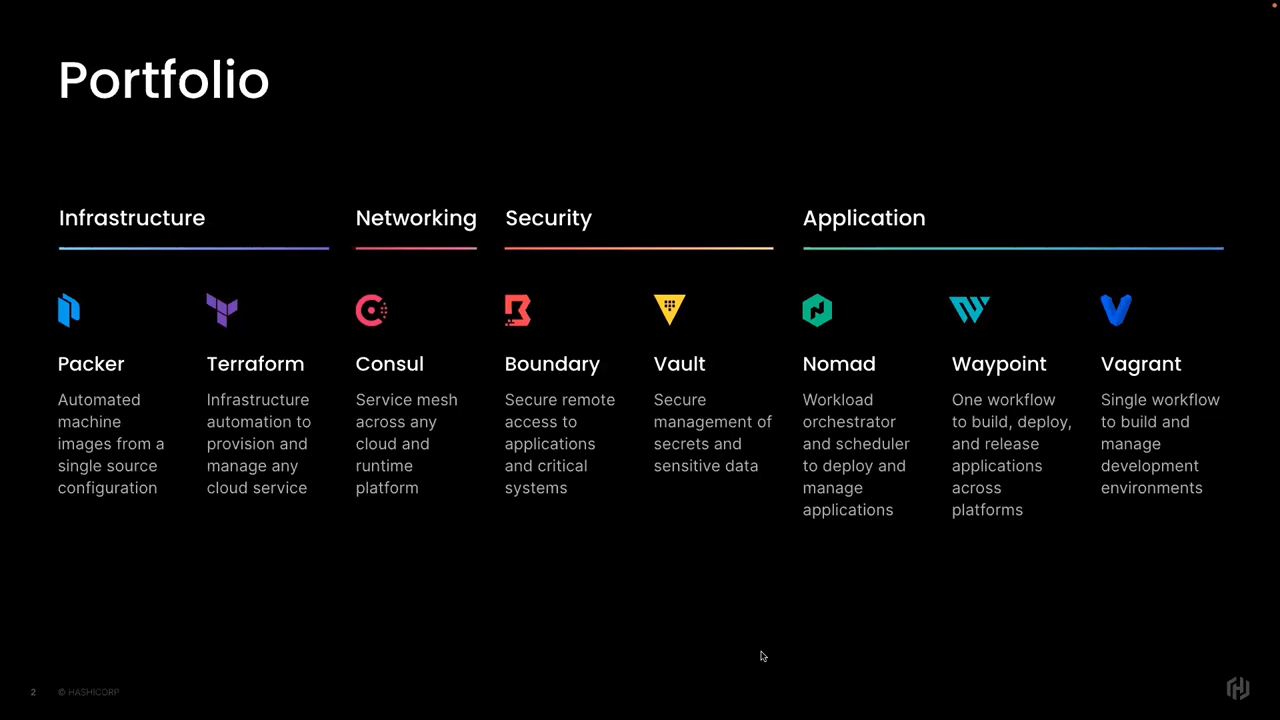 Portfolio
Infrastructure
Networking
Security
Application
Packer
Automated
machine
images from a
single source
configuration
Terraform
Infrastructure
automation to
provision and
manage any
cloud service
Consul
Service mesh
across any
cloud and
runtime
platform
Boundary
Secure remote
access to
applications
and critical
systems
Vault
Secure
management of
secrets and
sensitive data
Nomad
Workload
orchestrator
and scheduler
to deploy and
manage
applications
Waypoint
One workflow
to build, deploy,
and release
applications
across
platforms
Vagrant
Single workflow
to build and
manage
development
environments
2
© HASHICORP